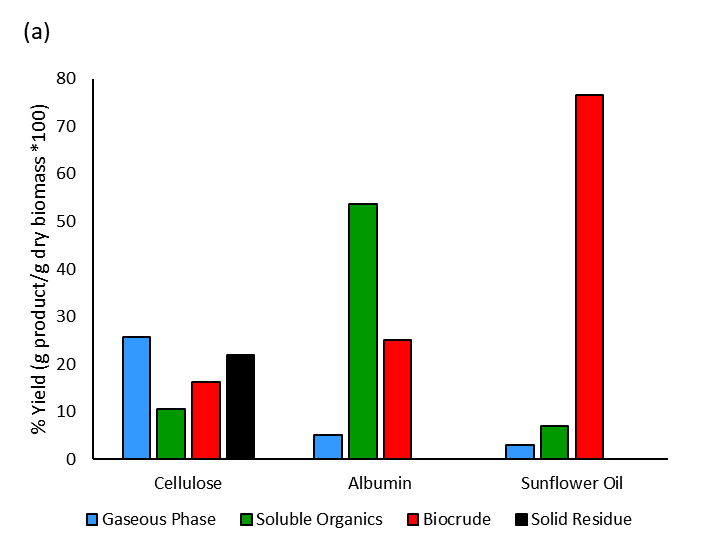 (a)
% Yield (g product/g dry biomass *100)
80
70
60
50
40
30
20
10
0
Cellulose Albumin Sunflower Oil
Gaseous Phase Soluble Organics Biocrude Solid Residue